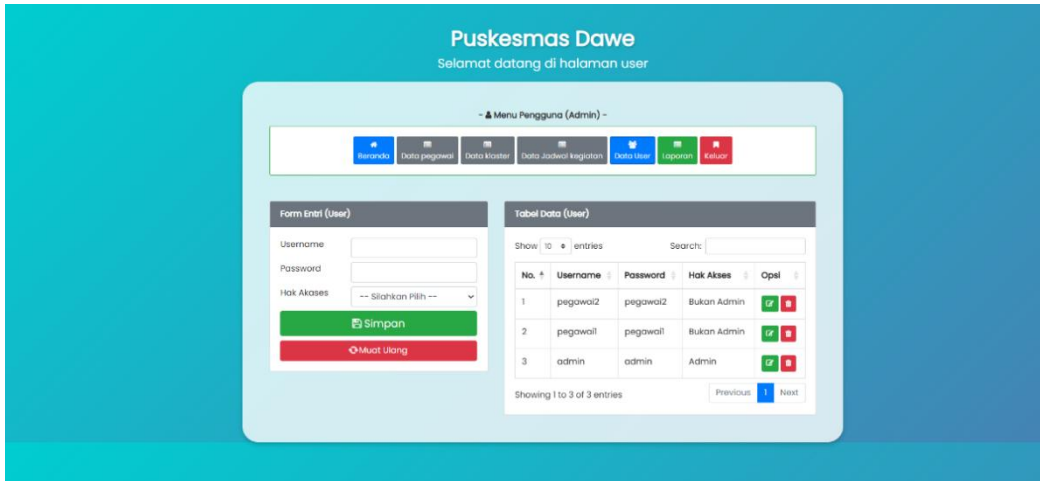 Puskesmas Dawe
Selamat datang di halaman user
- Menu Pengguna (Admin) -
Beranda Data pegawai Data klaster Data Jadwal kegiatan Data User Laporan Keluar
Form Entri (User)
Username
Password
Hak Akases -- Silahkan Pilih --
Simpan
Muat Ulang
Tabel Data (User)
Show 10 entries Search:
No. Username Password Hak Akses Opsi
1 pegawai2 pegawai2 Bukan Admin
2 pegawai1 pegawai1 Bukan Admin
3 admin admin Admin
Showing 1 to 3 of 3 entries Previous 1 Next